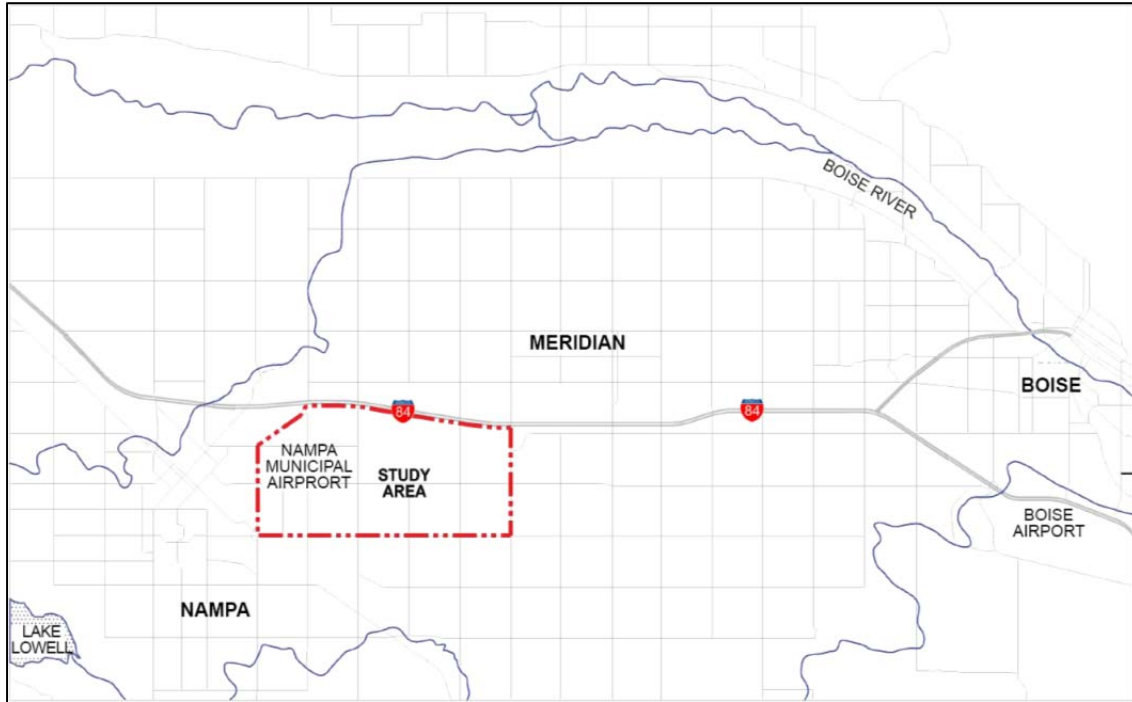 BOISE RIVER
MERIDIAN
BOISE
84
84
NAMPA
MUNICIPAL
AIRPRORT
STUDY
AREA
BOISE
AIRPORT
NAMPA
LAKE
LOWELL